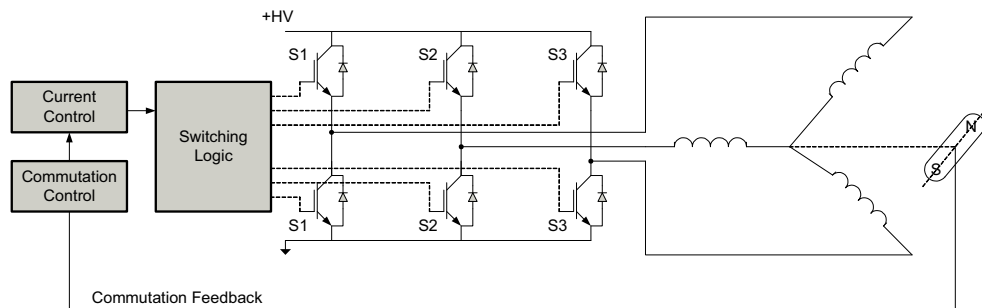 +HV
S1
S2
S3
Current
Control
Switching
Logic
Commutation
Control
N
S
S1
S2
S3
Commutation Feedback